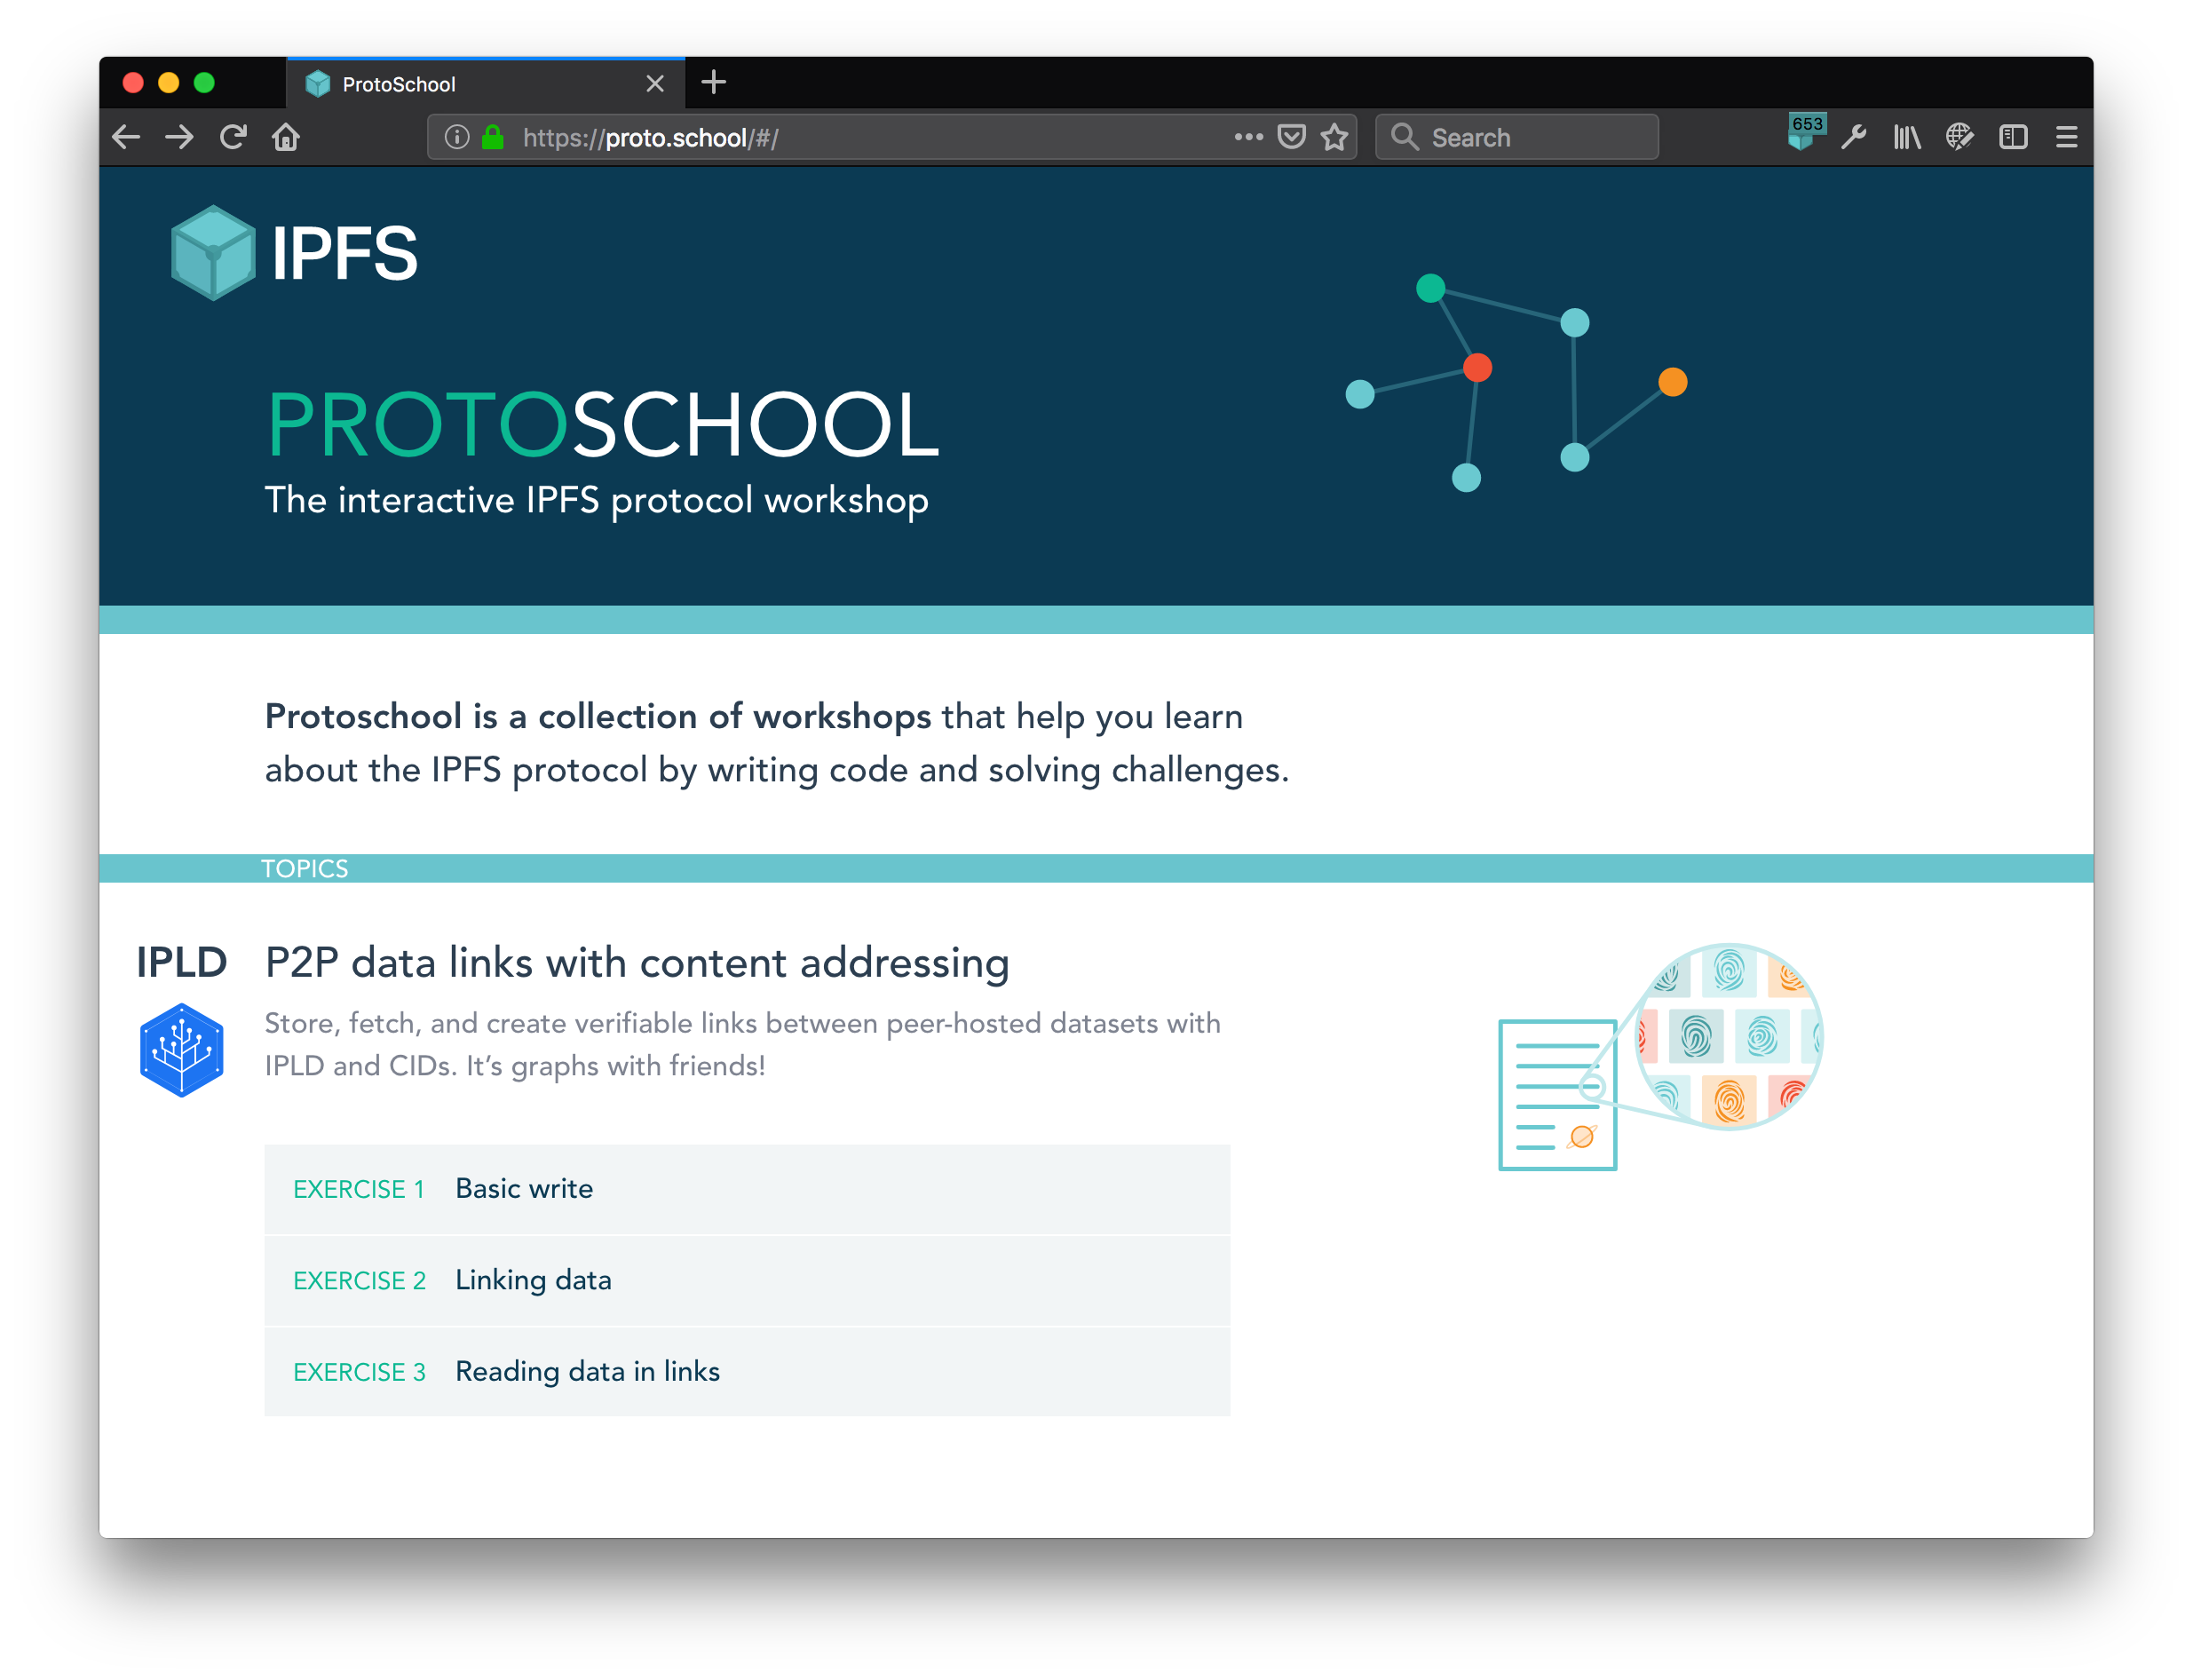 ProtoSchool
https://proto.school/#/
Search
653
IPFS
PROTOSCHOOL
The interactive IPFS protocol workshop
Protoschool is a collection of workshops that help you learn
about the IPFS protocol by writing code and solving challenges.
TOPICS
IPLD
P2P data links with content addressing
Store, fetch, and create verifiable links between peer-hosted datasets with
IPLD and CIDs. It’s graphs with friends!
EXERCISE 1 Basic write
EXERCISE 2 Linking data
EXERCISE 3 Reading data in links